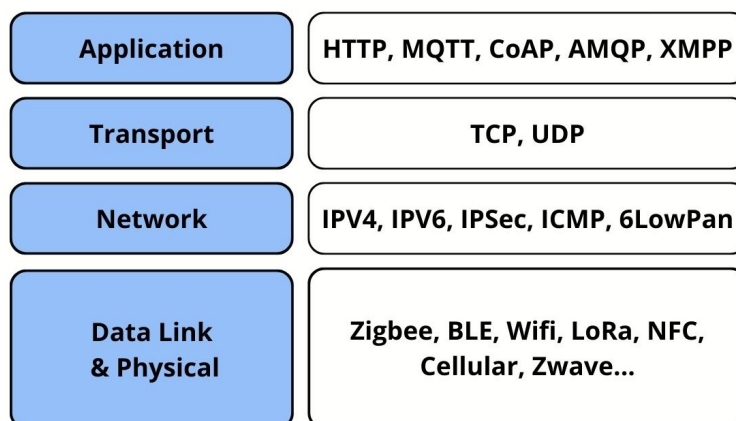 Application
HTTP, MQTT, CoAP, AMQP, XMPP
Transport
TCP, UDP
Network
IPV4, IPV6, IPSec, ICMP, 6LowPan
Data Link
& Physical
Zigbee, BLE, Wifi, LoRa, NFC,
Cellular, Zwave...